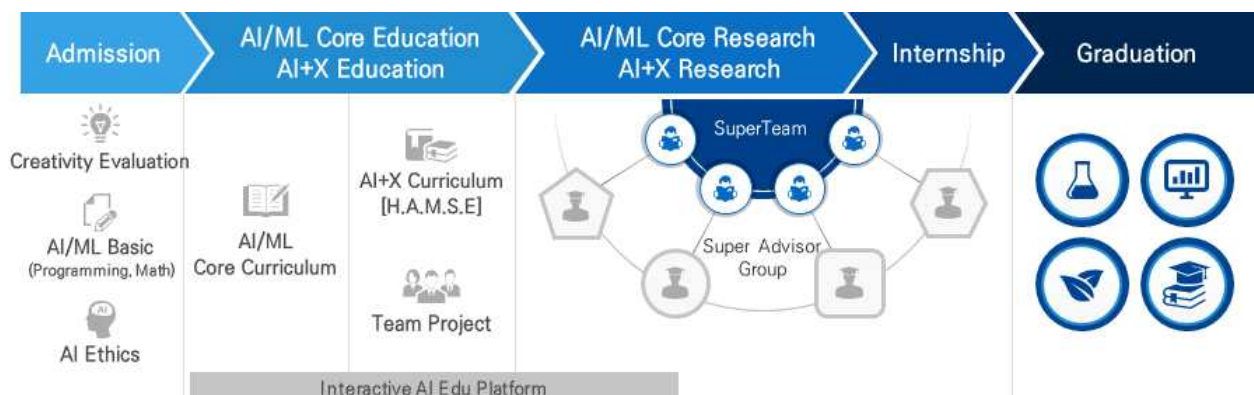 Admission
AI/ML Core Education
AI+X Education
AI/ML Core Research
AI+X Research
Internship
Graduation
Creativity Evaluation
AI/ML Basic
(Programming, Math)
AI
AI Ethics
AI/ML
Core Curriculum
AI+X Curriculum
[H.A.M.S.E]
Team Project
SuperTeam
Super Advisor
Group
Interactive AI Edu Platform